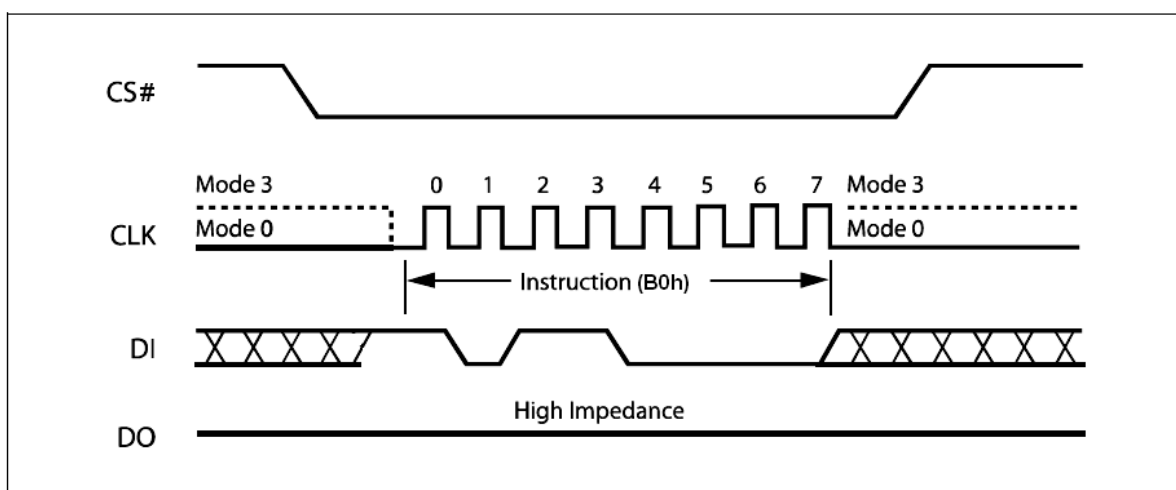 CS#
Mode 3 0 1 2 3 4 5 6 7 Mode 3
CLK Mode 0 Mode 0
Instruction (B0h)
DI
High Impedance
DO